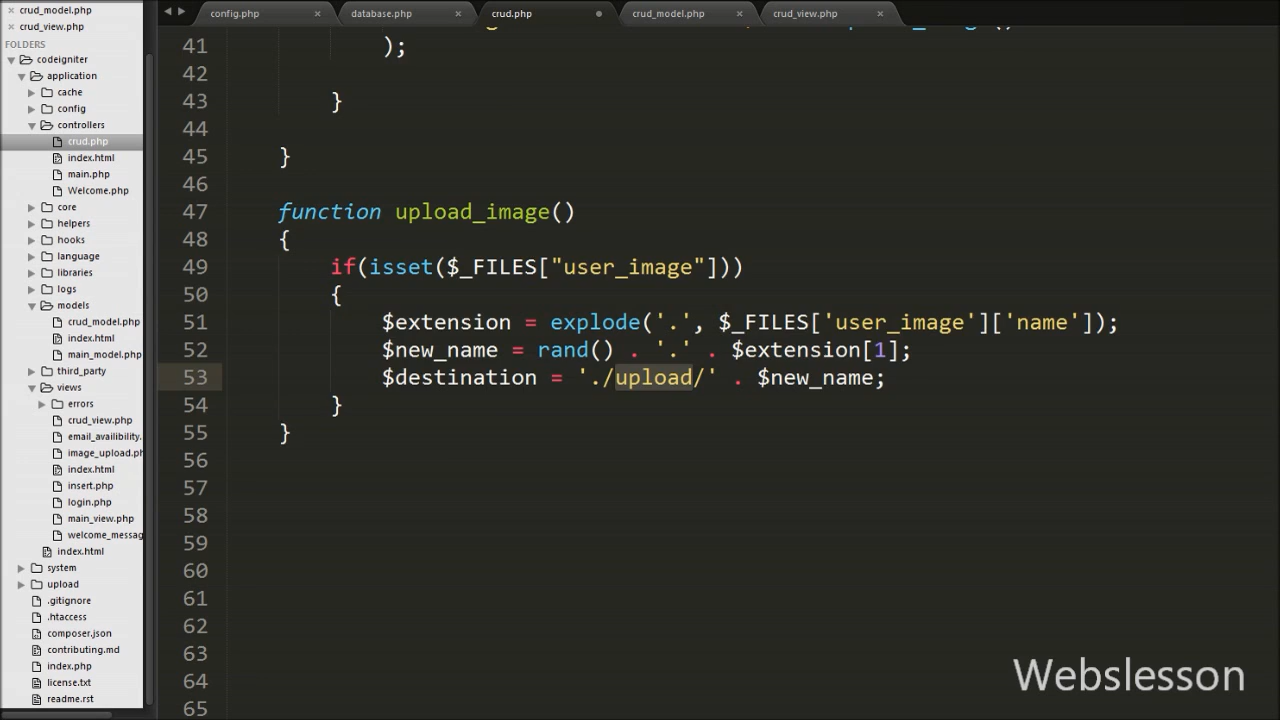 crud_model.php
crud_view.php
FOLDERS
codeigniter
application
cache
config
controllers
crud.php
index.html
main.php
Welcome.php
core
helpers
hooks
language
libraries
logs
models
crud_model.php
index.html
main_model.php
third_party
views
errors
crud_view.php
email_availibility.
image_upload.ph
index.html
insert.php
login.php
main_view.php
welcome_messag
index.html
system
upload
.gitignore
.htaccess
composer.json
contributing.md
index.php
license.txt
readme.rst
config.php
database.php
crud.php
crud_model.php
crud_view.php
41 );
42
43 }
44
45 }
46
47 function upload_image()
48 {
49 if(isset($_FILES["user_image"]))
50 {
51 $extension = explode('.', $_FILES['user_image']['name']);
52 $new_name = rand() . '.' . $extension[1];
53 $destination = './upload/' . $new_name;
54 }
55 }
56
57
58
59
60
61
62
63
64
65
Webslesson